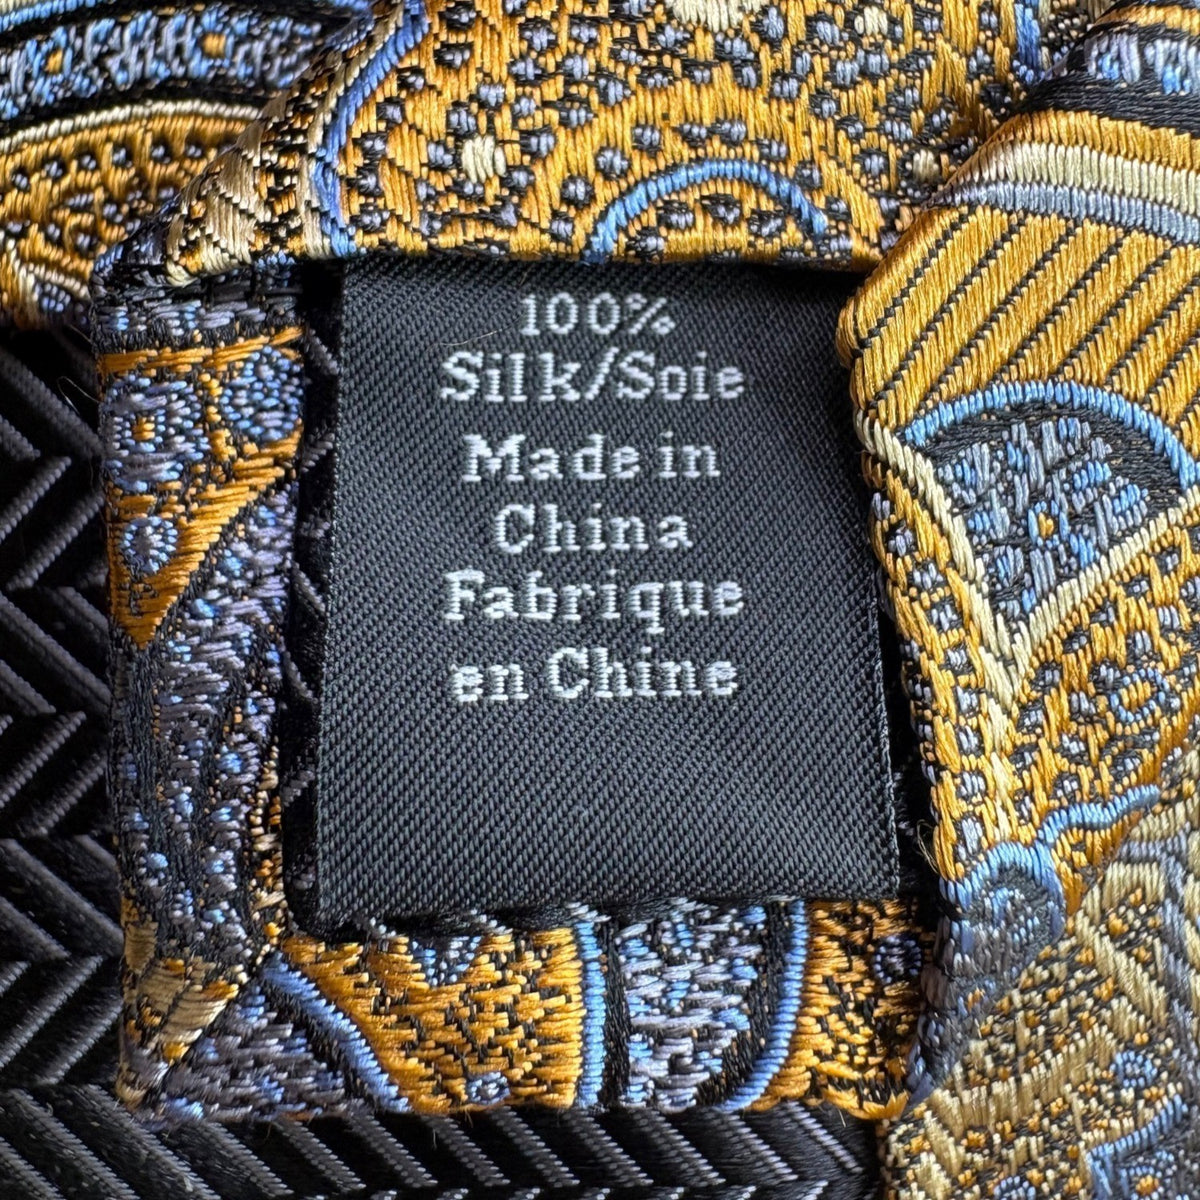 100%
Silk/Soie
Made in
China
Fabrique
en Chine